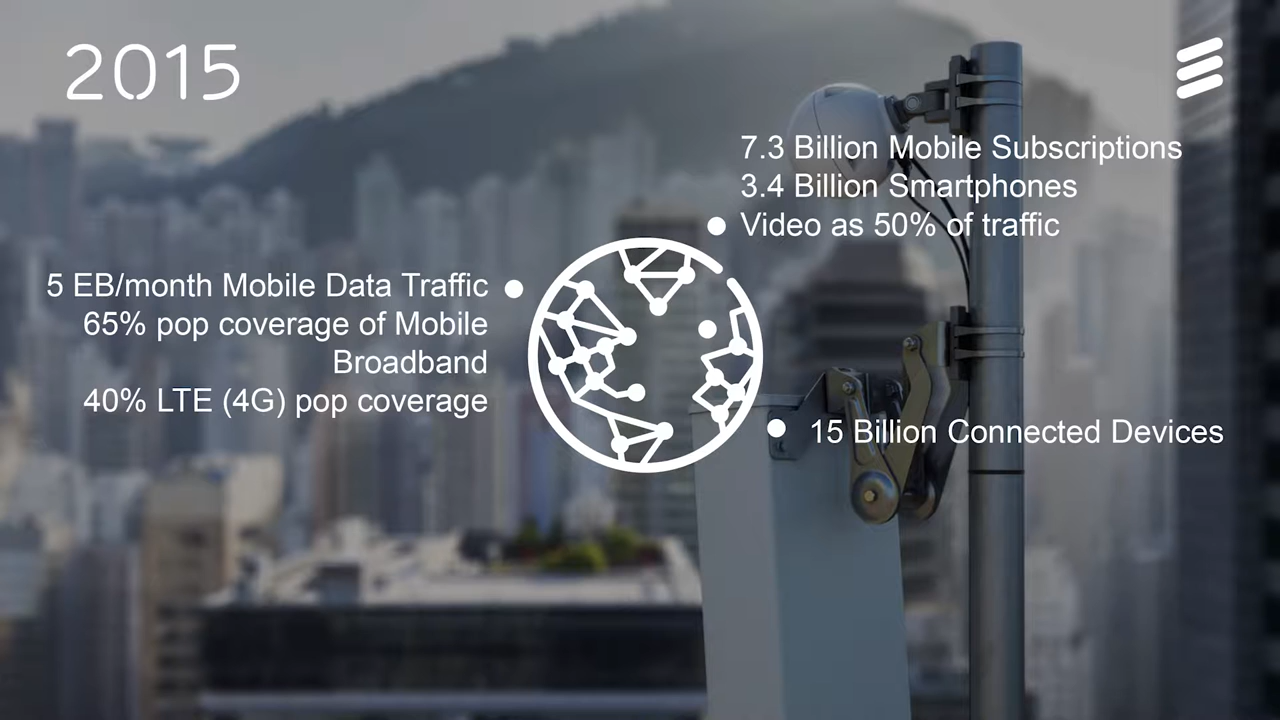 2015
7.3 Billion Mobile Subscriptions
3.4 Billion Smartphones
Video as 50% of traffic
5 EB/month Mobile Data Traffic
65% pop coverage of Mobile
Broadband
40% LTE (4G) pop coverage
15 Billion Connected Devices